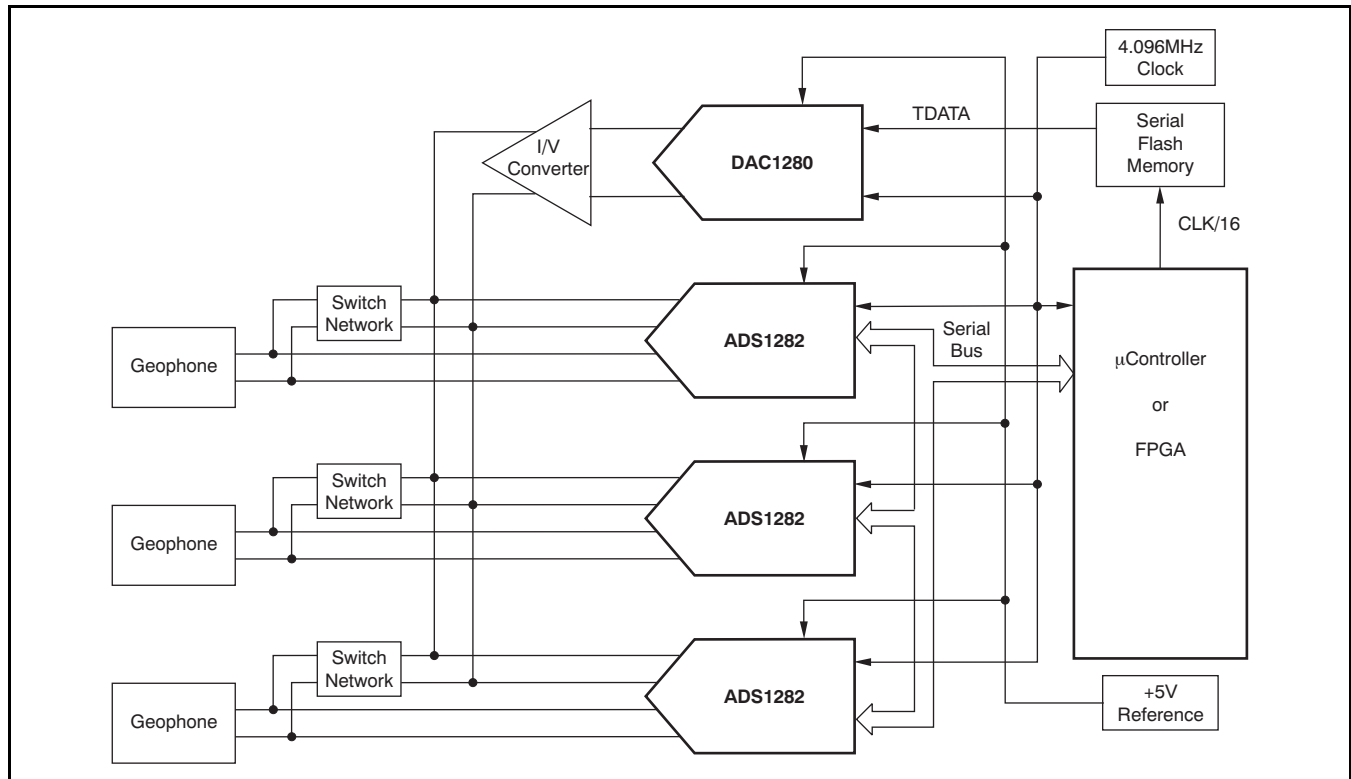 4.096MHz
Clock
TDATA
Serial
Flash
Memory
I/V
Converter
DAC1280
CLK/16
Switch
Network
ADS1282
Serial
Bus
Geophone
μController
or
FPGA
Switch
Network
ADS1282
Geophone
Switch
Network
ADS1282
Geophone
+5V
Reference